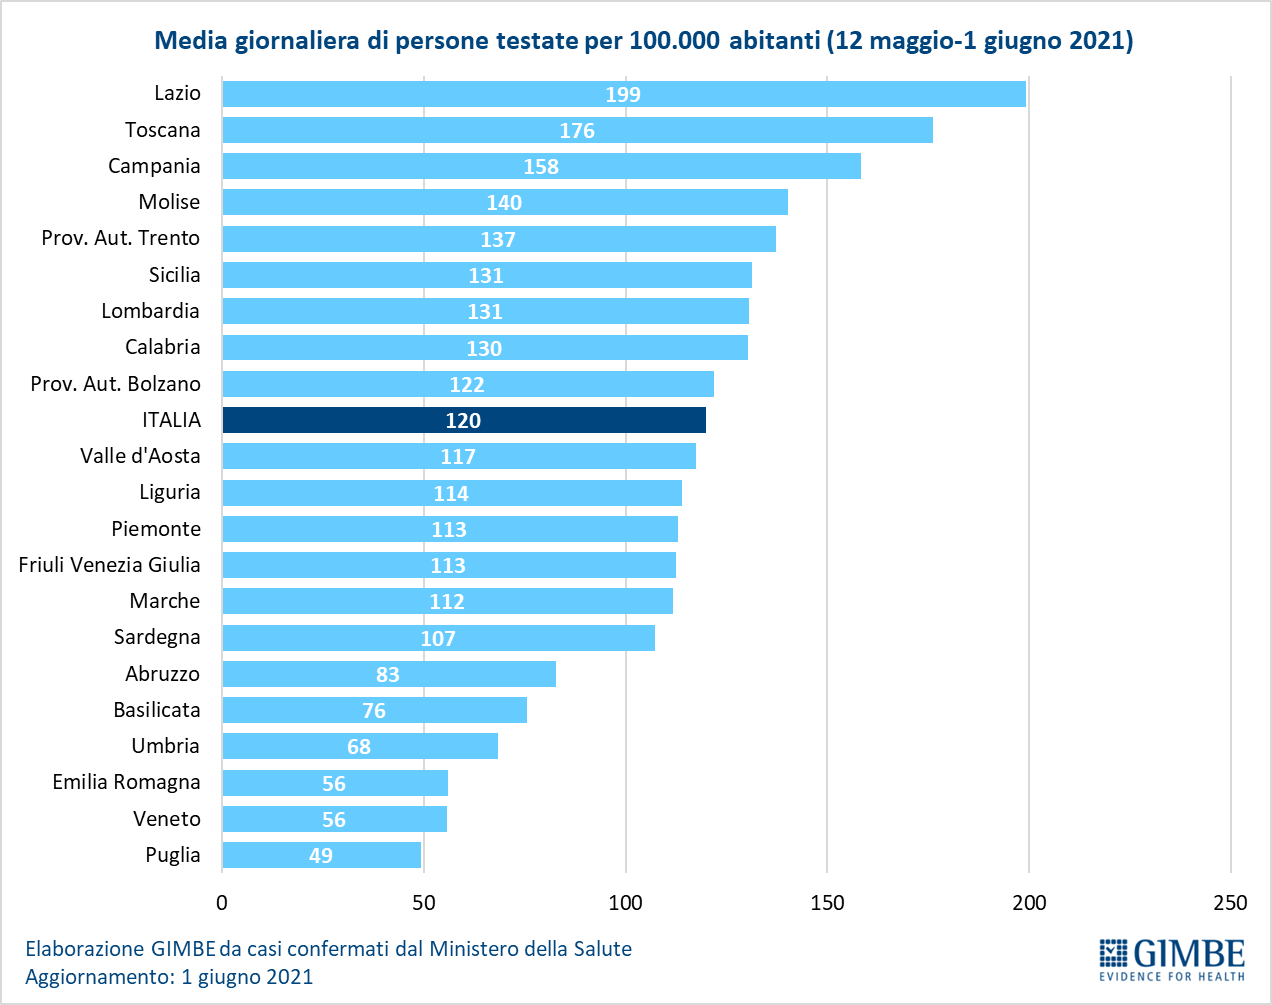 Media giornaliera di persone testate per 100.000 abitanti (12 maggio-1 giugno 2021)
Lazio 199
Toscana 176
Campania 158
Molise 140
Prov. Aut. Trento 137
Sicilia 131
Lombardia 131
Calabria 130
Prov. Aut. Bolzano 122
ITALIA 120
Valle d'Aosta 117
Liguria 114
Piemonte 113
Friuli Venezia Giulia 113
Marche 112
Sardegna 107
Abruzzo 83
Basilicata 76
Umbria 68
Emilia Romagna 56
Veneto 56
Puglia 49
0 50 100 150 200 250
Elaborazione GIMBE da casi confermati dal Ministero della Salute
Aggiornamento: 1 giugno 2021
GIMBE
EVIDENCE FOR HEALTH